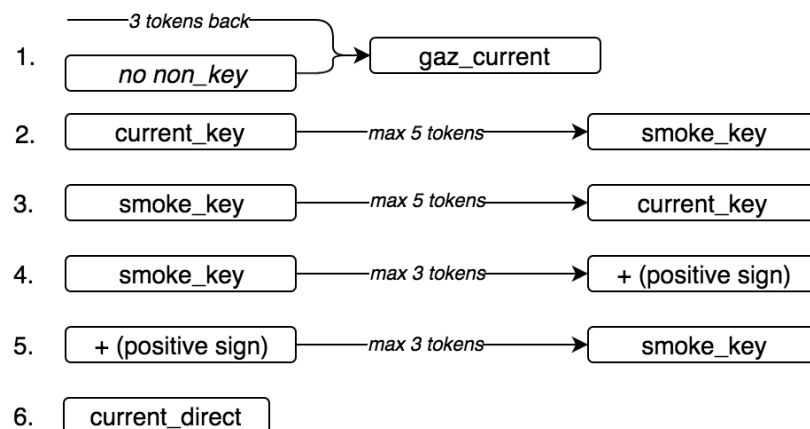 3 tokens back
1. no non_key gaz_current
2. current_key max 5 tokens smoke_key
3. smoke_key max 5 tokens current_key
4. smoke_key max 3 tokens + (positive sign)
5. + (positive sign) max 3 tokens smoke_key
6. current_direct